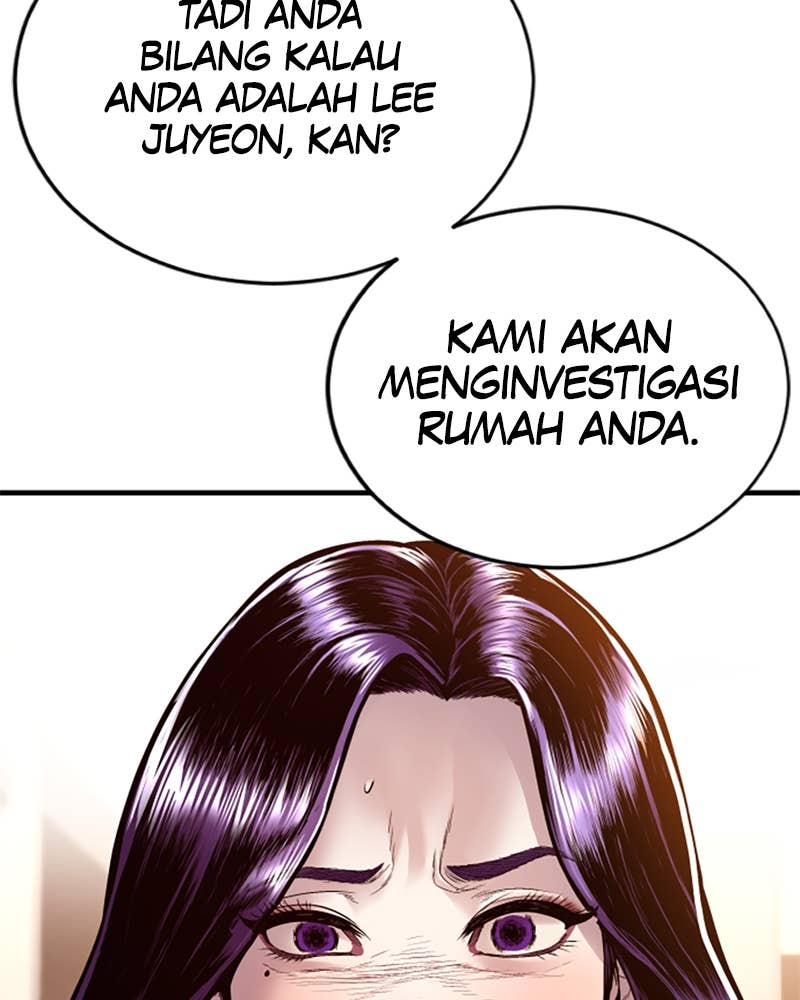 TADI ANDA
BILANG KALAU
ANDA ADALAH LEE
JUYEON, KAN?
KAMI AKAN
MENGINVESTIGASI
RUMAH ANDA.